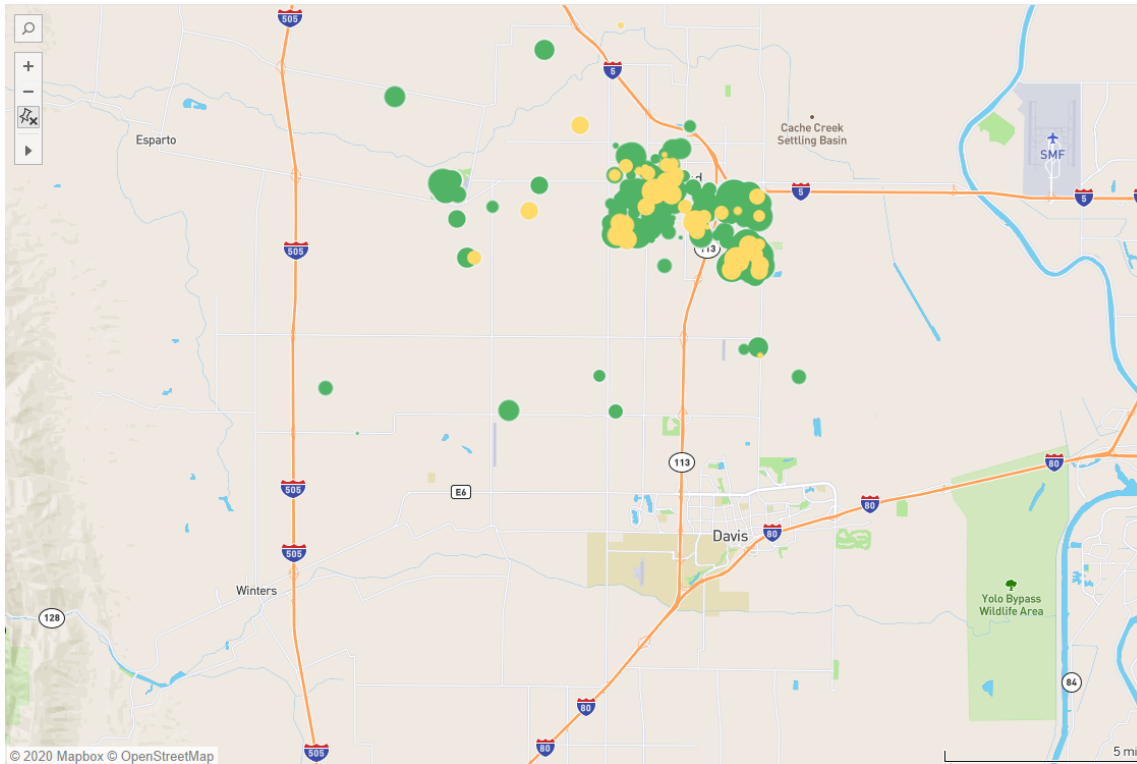 505
5
Esparto
Cache Creek
Settling Basin
SMF
d
5
5
505
113
113
80
505
E6
80
80
Davis
505
Winters
Yolo Bypass
Wildlife Area
128
84
80
80
505
© 2020 Mapbox © OpenStreetMap
5 mi